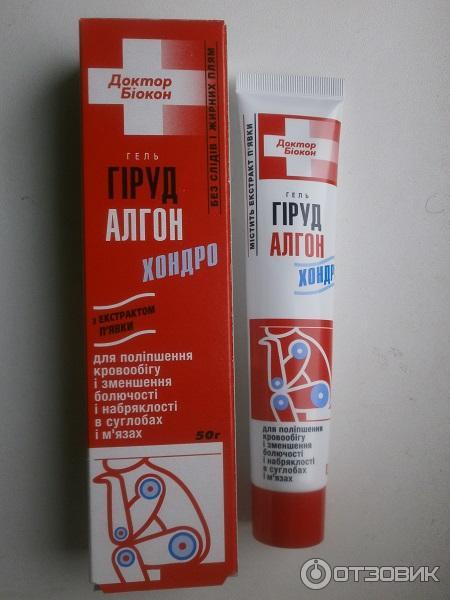 Доктор
Біокон
ГЕЛЬ
ГІРУД
АЛГОН
ХОНДРО
БЕЗ СЛІДІВ І ЖИРНИХ ПЛЯМ
з ЕКСТРАКТОМ
П'ЯВКИ
для поліпшення
кровообігу
і зменшення
болючості
і набряклості
в суглобах
і м'язах
50г
Доктор
Біокон
МІСТИТЬ ЕКСТРАКТ П'ЯВКИ
ГЕЛЬ
ГІРУД
АЛГОН
ХОНДРО
для поліпшення
кровообігу
і зменшення
болючості
і набряклості
в суглобах
і м'язах
ОТЗОВИК